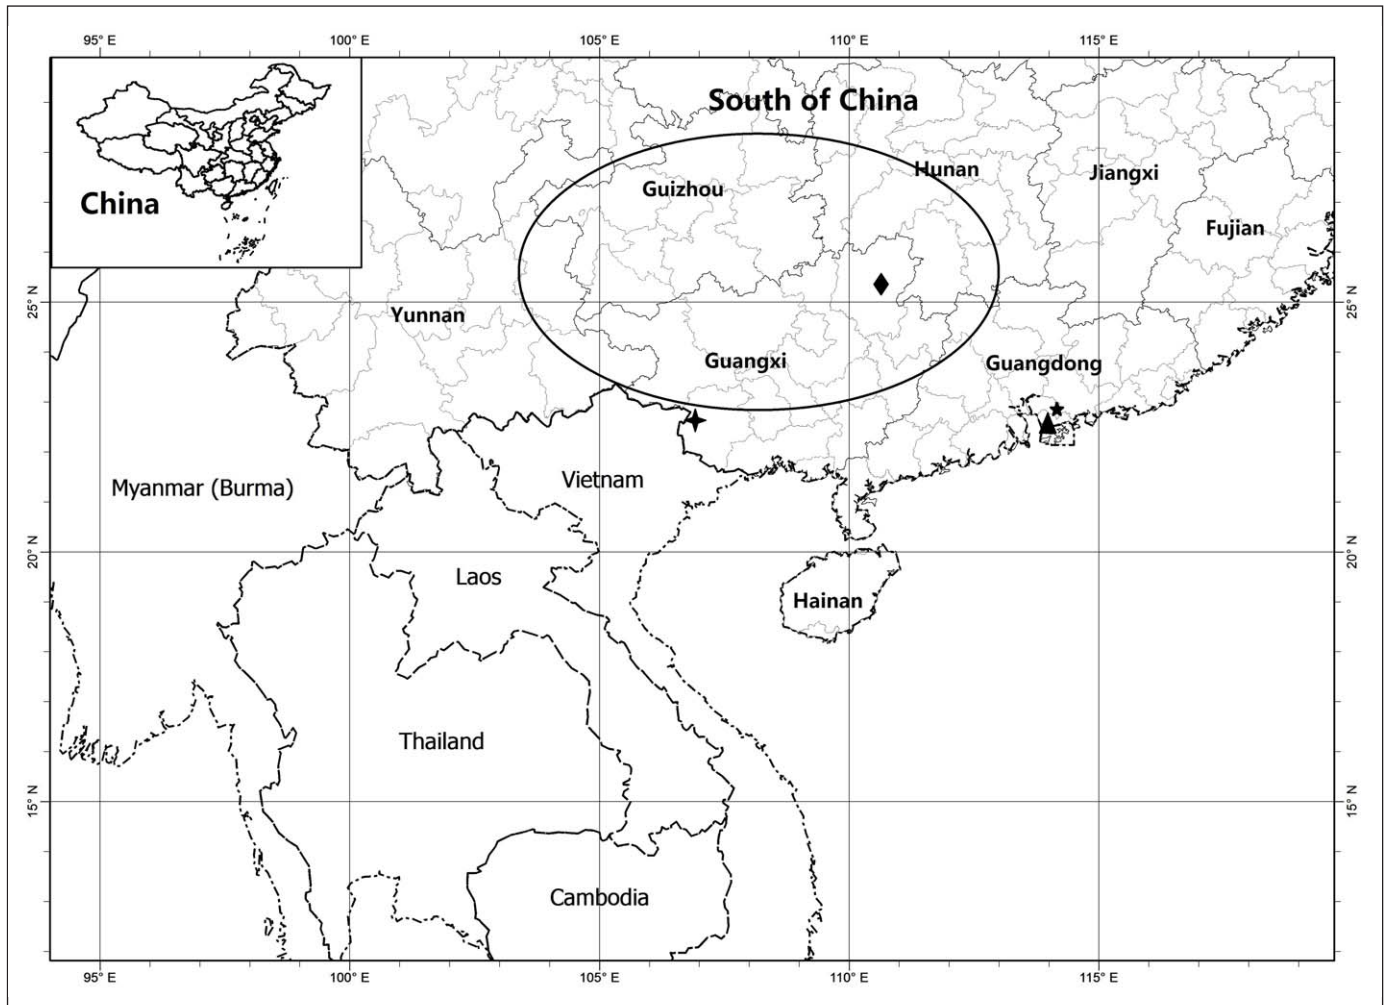 95° E
100° E
105° E
110° E
115° E
South of China
Hunan
Jiangxi
Guizhou
China
Fujian
25° N
25° N
Yunnan
Guangxi
Guangdong
Vietnam
Myanmar (Burma)
20° N
20° N
Laos
Hainan
Thailand
15° N
15° N
Cambodia
95° E
100° E
105° E
110° E
115° E